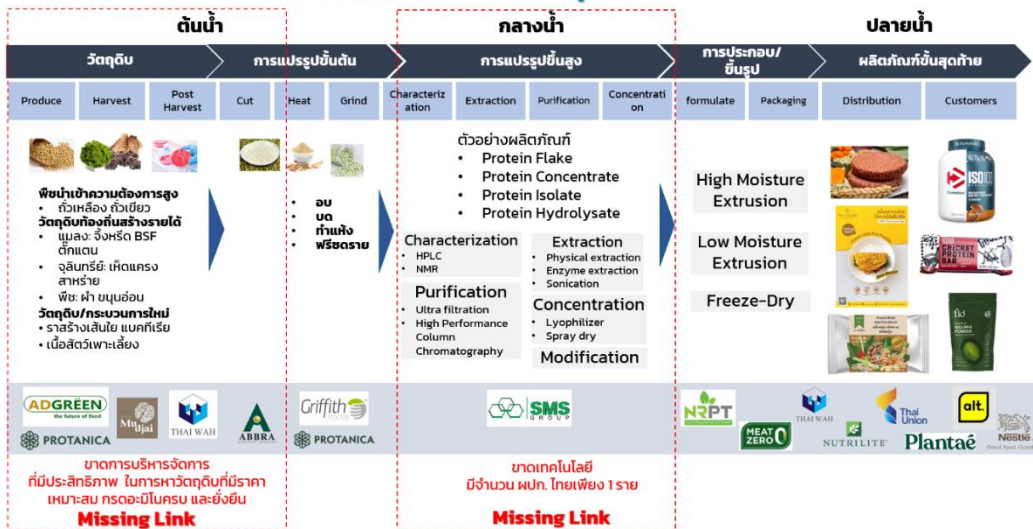 ต้นน้ำ
กลางน้ำ
ปลายน้ำ
วัตถุดิบ
การแปรรูปขั้นต้น
การแปรรูปขึ้นสูง
การประกอบ/
ขึ้นรูป
ผลิตภัณฑ์ขั้นสุดท้าย
Produce
Harvest
Post
Harvest
Cut
Heat
Grind
Characteriz
ation
Extraction
Purification
Concentrati
on
formulate
Packaging
Distribution
Customers
พืชนำเข้าความต้องการสูง
• ถั่วเหลือง ถั่วเขียว
วัตถุดิบท้องถิ่นสร้างรายได้
• แมลง: จิ้งหรีด BSF
ตั๊กแตน
• จุลินทรีย์: เห็ดแครง
สาหร่าย
• พืช: ผำ ขนุนอ่อน
วัตถุดิบ/กระบวนการใหม่
• ราสร้างเส้นใย แบคทีเรีย
• เนื้อสัตว์เพาะเลี้ยง
• อบ
• บด
• ทำแห้ง
• ฟรีซดราย
ตัวอย่างผลิตภัณฑ์
• Protein Flake
• Protein Concentrate
• Protein Isolate
• Protein Hydrolysate
Characterization
• HPLC
• NMR
Purification
• Ultra filtration
• High Performance
Column
Chromatography
Extraction
• Physical extraction
• Enzyme extraction
• Sonication
Concentration
• Lyophilizer
• Spray dry
Modification
High Moisture
Extrusion
Low Moisture
Extrusion
Freeze-Dry
ISO100
CRICKET
PROTEIN
BAR
fld
WOLFFIA
POWDER
ADGREEN
the future of food
PROTANICA
Mudjai
THAI WAH
ABBRA
Griffith
FOODS
PROTANICA
SMS
GROUP
NRPT
MEAT
ZERO
THAI WAH
NUTRILITE
Thai
Union
Plantaé
alt.
Nestlé
Good food, Good life
ขาดการบริหารจัดการ
ที่มีประสิทธิภาพ ในการหาวัตถุดิบที่มีราคา
เหมาะสม กรดอะมิโนครบ และยั่งยืน
Missing Link
ขาดเทคโนโลยี
มีจำนวน ผปก. ไทยเพียง 1 ราย
Missing Link